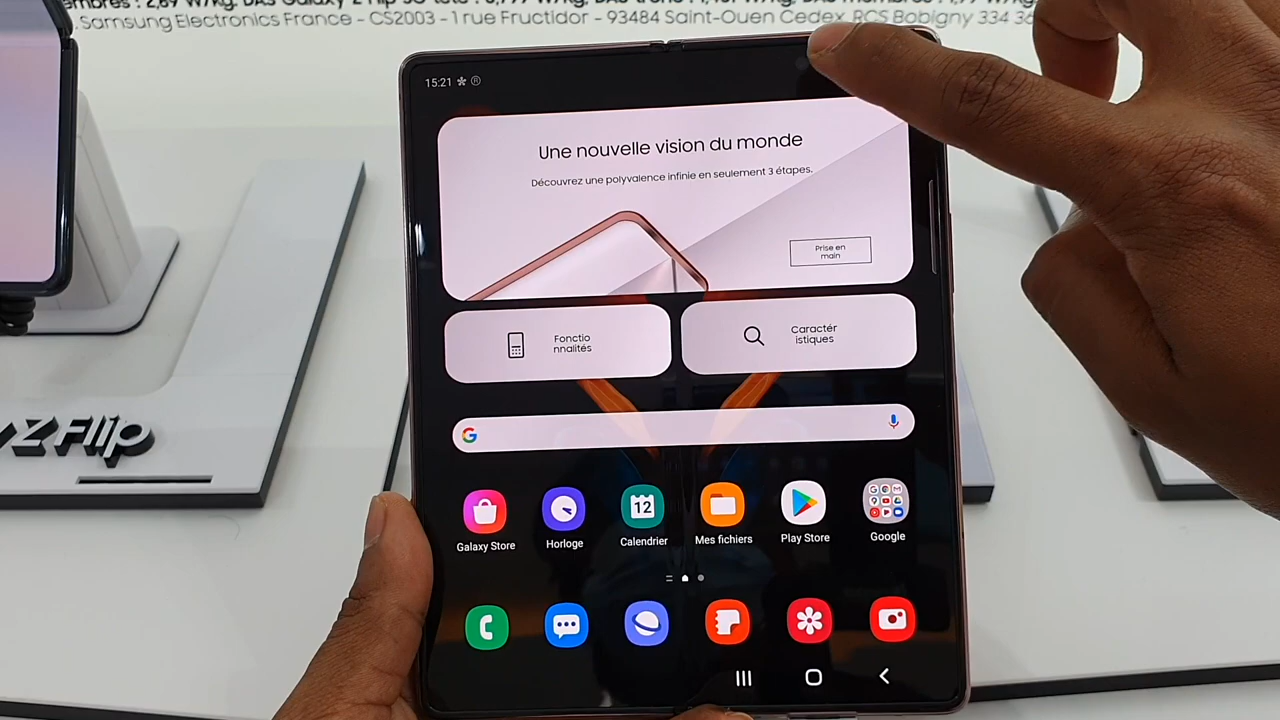 Samsung Electronics France - CS2003 - 1 rue Fructidor - 93484 Saint-Ouen Cedex RCS Bobigny 334
15:21
Une nouvelle vision du monde
Découvrez une polyvalence infinie en seulement 3 étapes.
Prise en
main
Fonctio
nnalités
Caractér
istiques
Z Flip
12
Galaxy Store
Horloge
Calendrier
Mes fichiers
Play Store
Google